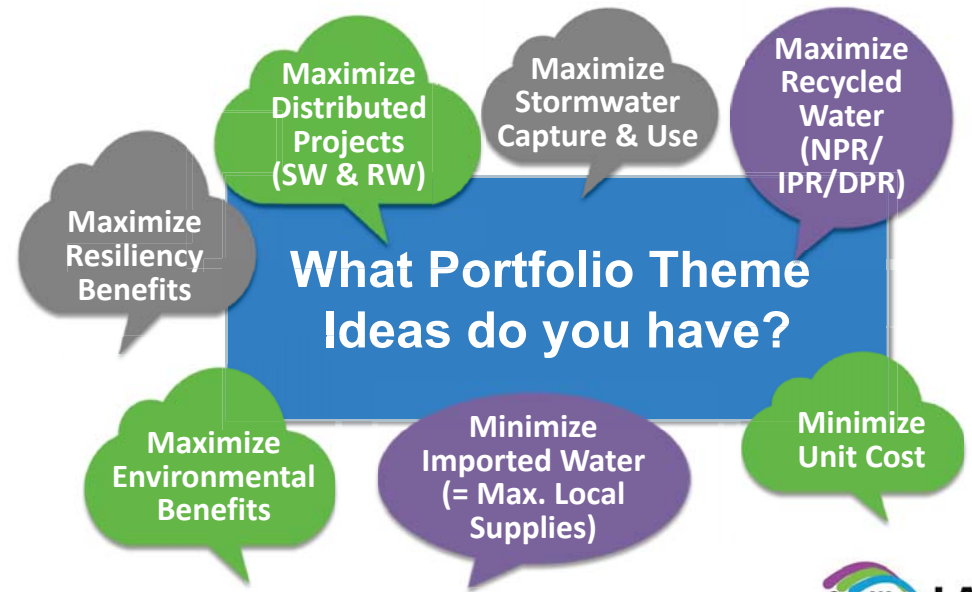 Maximize
Distributed
Projects
(SW & RW)
Maximize
Stormwater
Capture & Use
Maximize
Recycled
Water
(NPR/
IPR/DPR)
Maximize
Resiliency
Benefits
What Portfolio Theme
Ideas do you have?
Maximize
Environmental
Benefits
Minimize
Imported Water
(= Max. Local
Supplies)
Minimize
Unit Cost